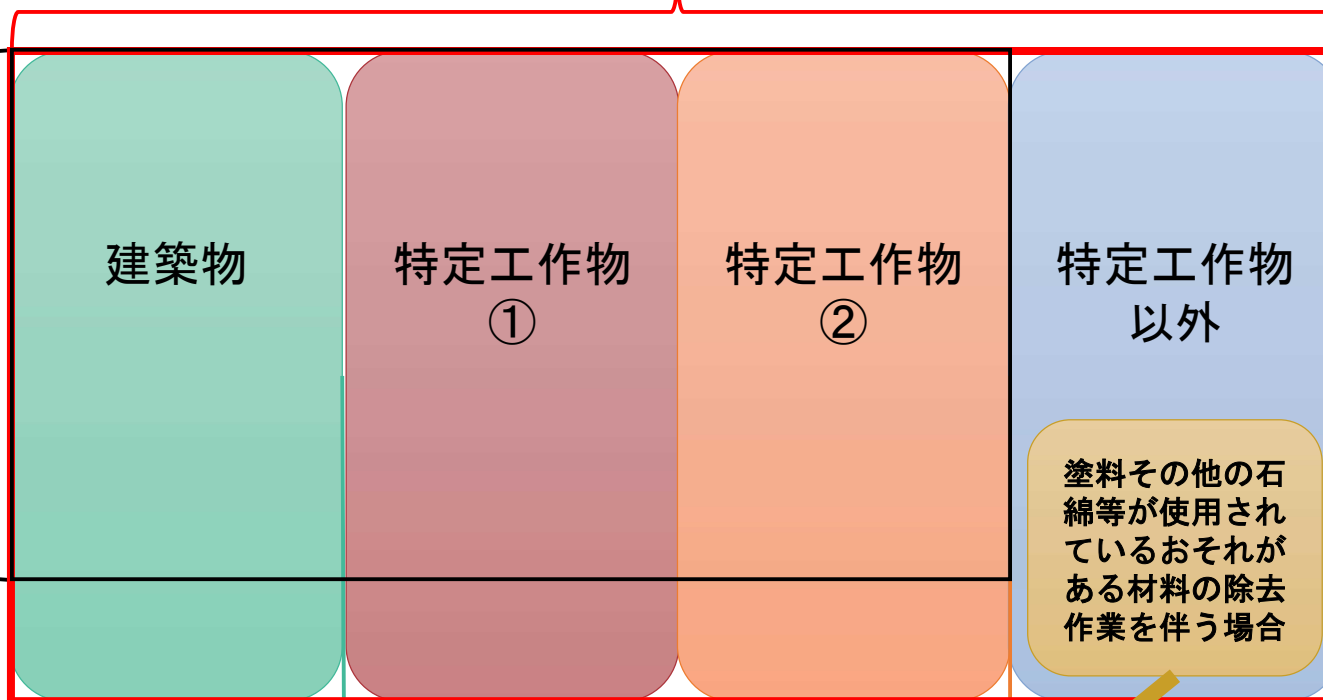 建築物
特定工作物
①
特定工作物
②
特定工作物
以外
塗料その他の石
綿等が使用され
ているおそれが
ある材料の除去
作業を伴う場合